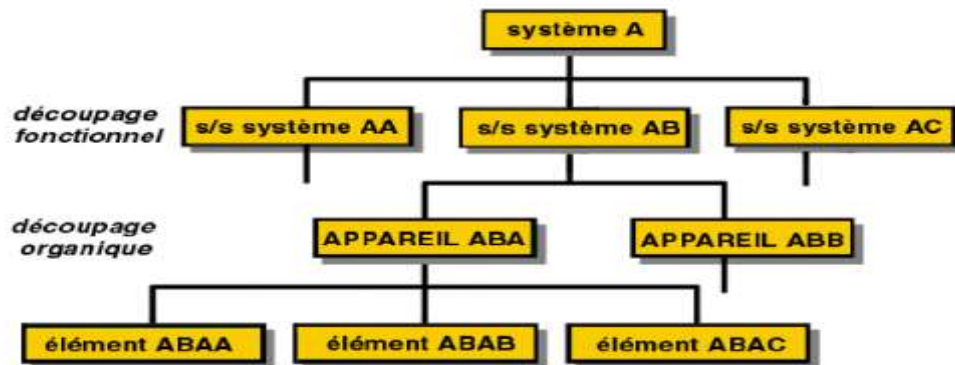 système A
découpage
fonctionnel
s/s système AA
s/s système AB
s/s système AC
découpage
organique
APPAREIL ABA
APPAREIL ABB
élément ABAA
élément ABAB
élément ABAC